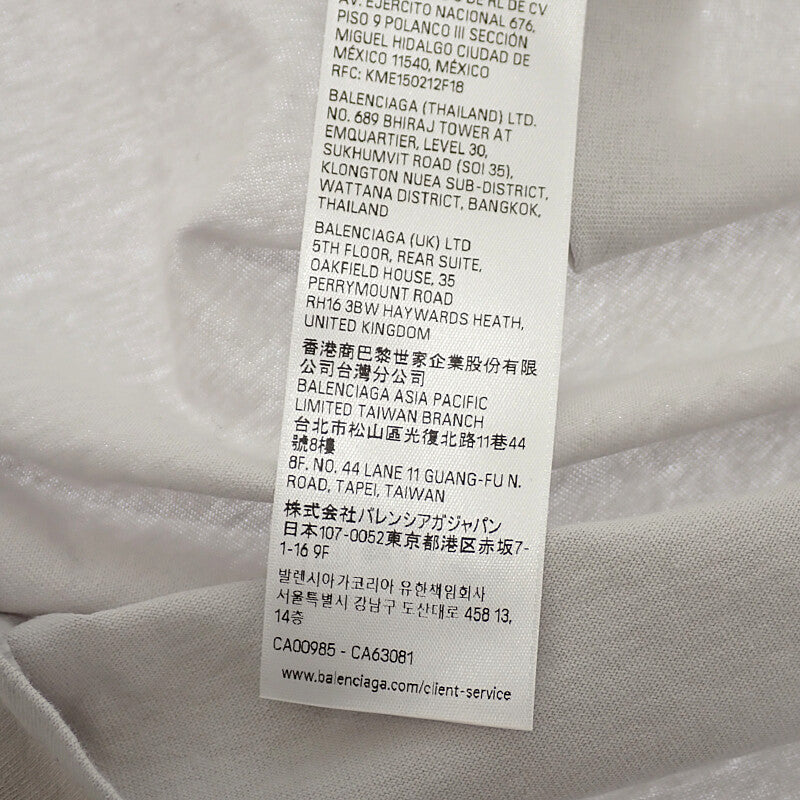 DE RL DE CV
AV. EJERCITO NACIONAL 676,
PISO 9 POLANCO III SECCIÓN
MIGUEL HIDALGO CIUDAD DE
MÉXICO 11540, MÉXICO
RFC: KME150212F18
BALENCIAGA (THAILAND) LTD.
NO. 689 BHIRAJ TOWER AT
EMQUARTIER, LEVEL 30,
SUKHUMVIT ROAD (SOI 35),
KLONGTON NUEA SUB-DISTRICT,
WATTANA DISTRICT, BANGKOK,
THAILAND
BALENCIAGA (UK) LTD
5TH FLOOR, REAR SUITE,
OAKFIELD HOUSE, 35
PERRYMOUNT ROAD
RH16 3BW HAYWARDS HEATH,
UNITED KINGDOM
香港商巴黎世家企業股份有限
公司台灣分公司
BALENCIAGA ASIA PACIFIC
LIMITED TAIWAN BRANCH
台北市松山區光復北路11巷44
號8樓
8F. NO. 44 LANE 11 GUANG-FU N.
ROAD, TAPEI, TAIWAN
株式会社バレンシアガジャパン
日本107-0052東京都港区赤坂7-
1-16 9F
발렌시아가코리아 유한책임회사
서울특별시 강남구 도산대로 458 13,
14층
CA00985 - CA63081
www.balenciaga.com/client-service